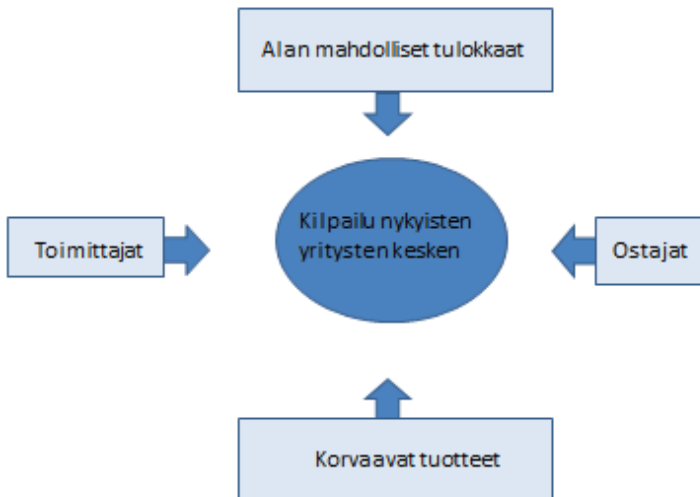 Alan mahdolliset tulokkaat
Kilpailu nykyisten
yritysten kesken
Toimittajat
Ostajat
Korvaavat tuotteet